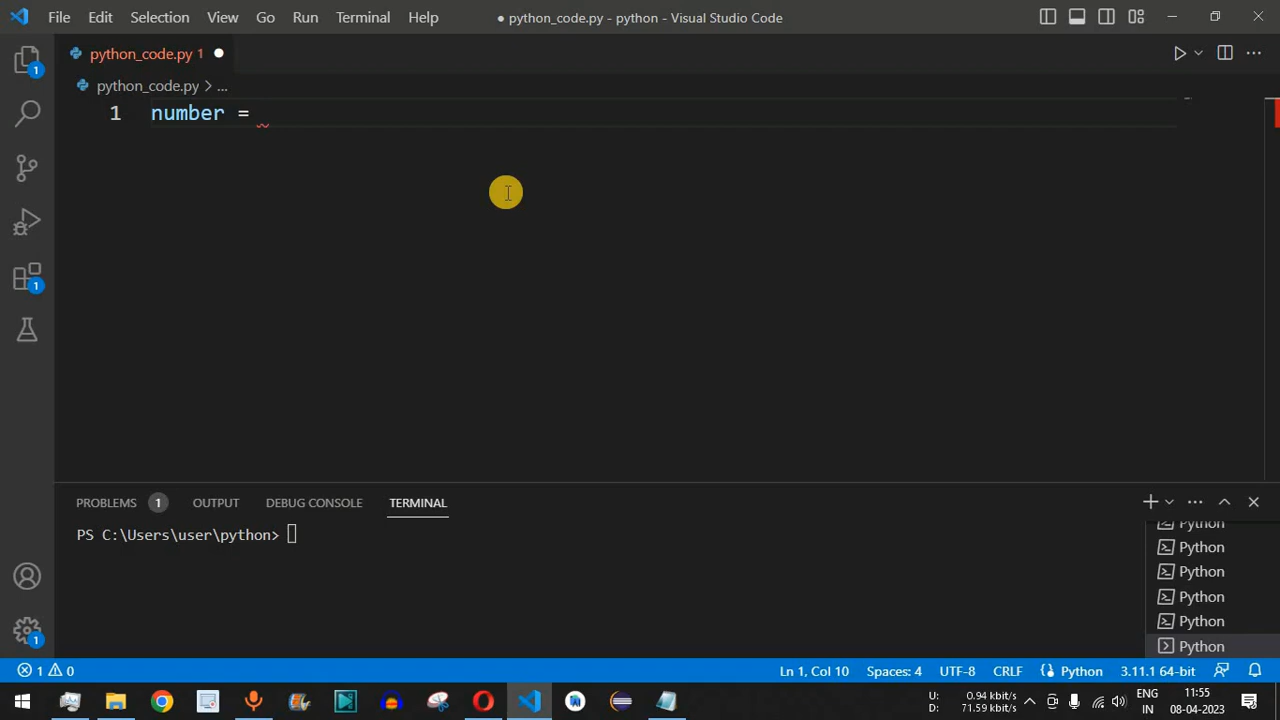 File Edit Selection View Go Run Terminal Help ● python_code.py - python - Visual Studio Code
python_code.py 1 ●
python_code.py > ...
1 number =
PROBLEMS 1 OUTPUT DEBUG CONSOLE TERMINAL
PS C:\Users\user\python>
Python
Python
Python
Python
Python
Python
1
1
1
1 0 Ln 1, Col 10 Spaces: 4 UTF-8 CRLF Python 3.11.1 64-bit
U: 0.94 kbit/s ENG 11:55
D: 71.59 kbit/s IN 08-04-2023